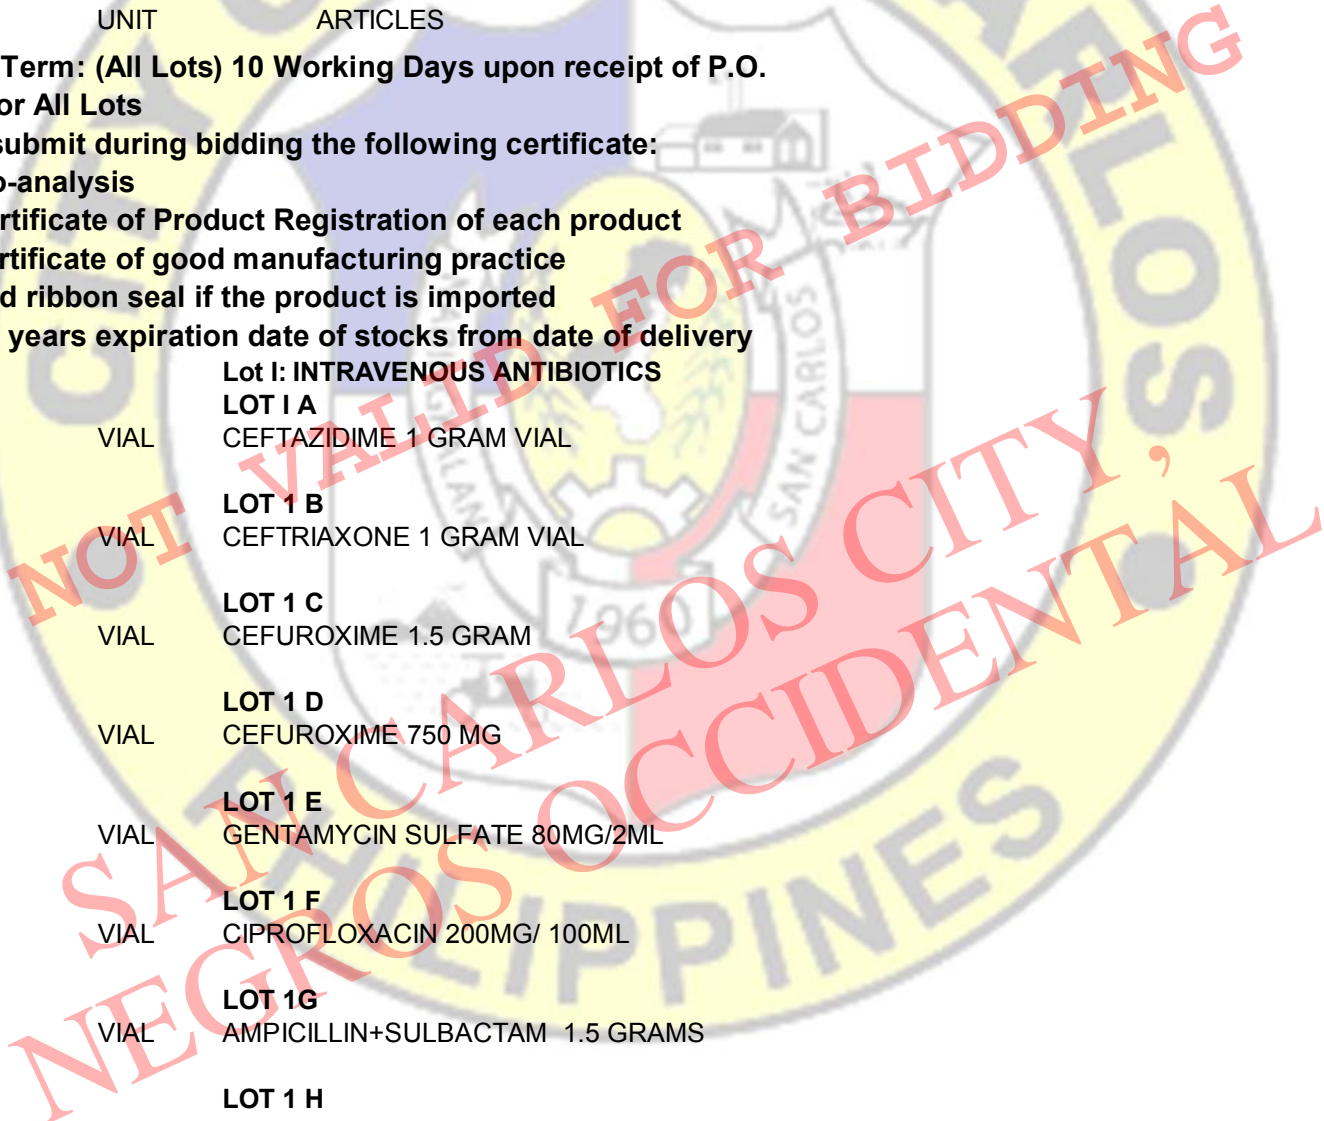 UNIT ARTICLES
Term: (All Lots) 10 Working Days upon receipt of P.O.
or All Lots
submit during bidding the following certificate:
o-analysis
rtificate of Product Registration of each product
rtificate of good manufacturing practice
d ribbon seal if the product is imported
years expiration date of stocks from date of delivery
Lot I: INTRAVENOUS ANTIBIOTICS
LOT I A
VIAL CEFTAZIDIME 1 GRAM VIAL
LOT 1 B
VIAL CEFTRIAXONE 1 GRAM VIAL
LOT 1 C
VIAL CEFUROXIME 1.5 GRAM
LOT 1 D
VIAL CEFUROXIME 750 MG
LOT 1 E
VIAL GENTAMYCIN SULFATE 80MG/2ML
LOT 1 F
VIAL CIPROFLOXACIN 200MG/ 100ML
LOT 1G
VIAL AMPICILLIN+SULBACTAM 1.5 GRAMS
LOT 1 H
NOT VALID FOR BIDDING
SAN CARLOS CITY,
NEGROS OCCIDENTAL
CITY
ARLOS
PHILIPPINES
SAN CARLOS
1960